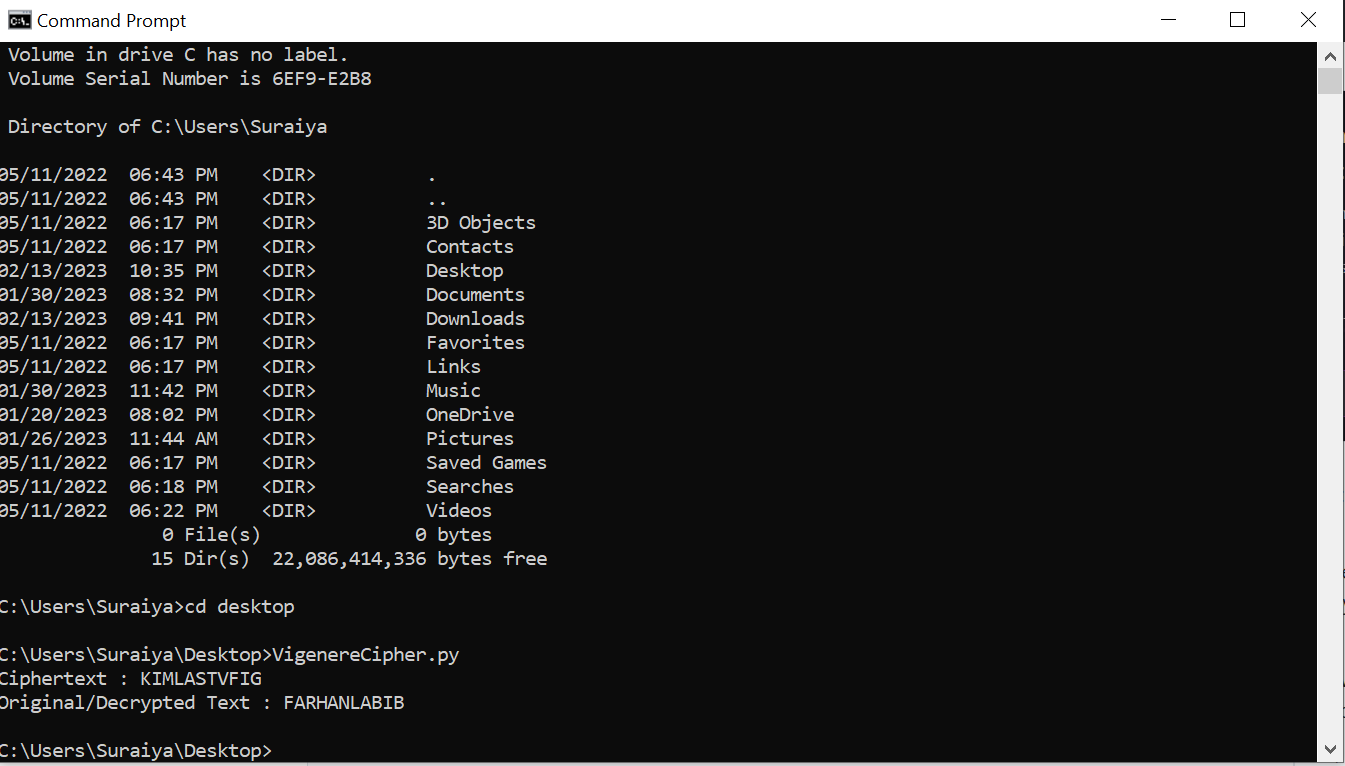 Command Prompt
Volume in drive C has no label.
Volume Serial Number is 6EF9-E2B8
Directory of C:\Users\Suraiya
05/11/2022  06:43 PM    <DIR>          .
05/11/2022  06:43 PM    <DIR>          ..
05/11/2022  06:17 PM    <DIR>          3D Objects
05/11/2022  06:17 PM    <DIR>          Contacts
02/13/2023  10:35 PM    <DIR>          Desktop
01/30/2023  08:32 PM    <DIR>          Documents
02/13/2023  09:41 PM    <DIR>          Downloads
05/11/2022  06:17 PM    <DIR>          Favorites
05/11/2022  06:17 PM    <DIR>          Links
01/30/2023  11:42 PM    <DIR>          Music
01/20/2023  08:02 PM    <DIR>          OneDrive
01/26/2023  11:44 AM    <DIR>          Pictures
05/11/2022  06:17 PM    <DIR>          Saved Games
05/11/2022  06:18 PM    <DIR>          Searches
05/11/2022  06:22 PM    <DIR>          Videos
0 File(s)              0 bytes
15 Dir(s)  22,086,414,336 bytes free
C:\Users\Suraiya>cd desktop
C:\Users\Suraiya\Desktop>VigenereCipher.py
Ciphertext : KIMLASTVFIG
Original/Decrypted Text : FARHANLABIB
C:\Users\Suraiya\Desktop>